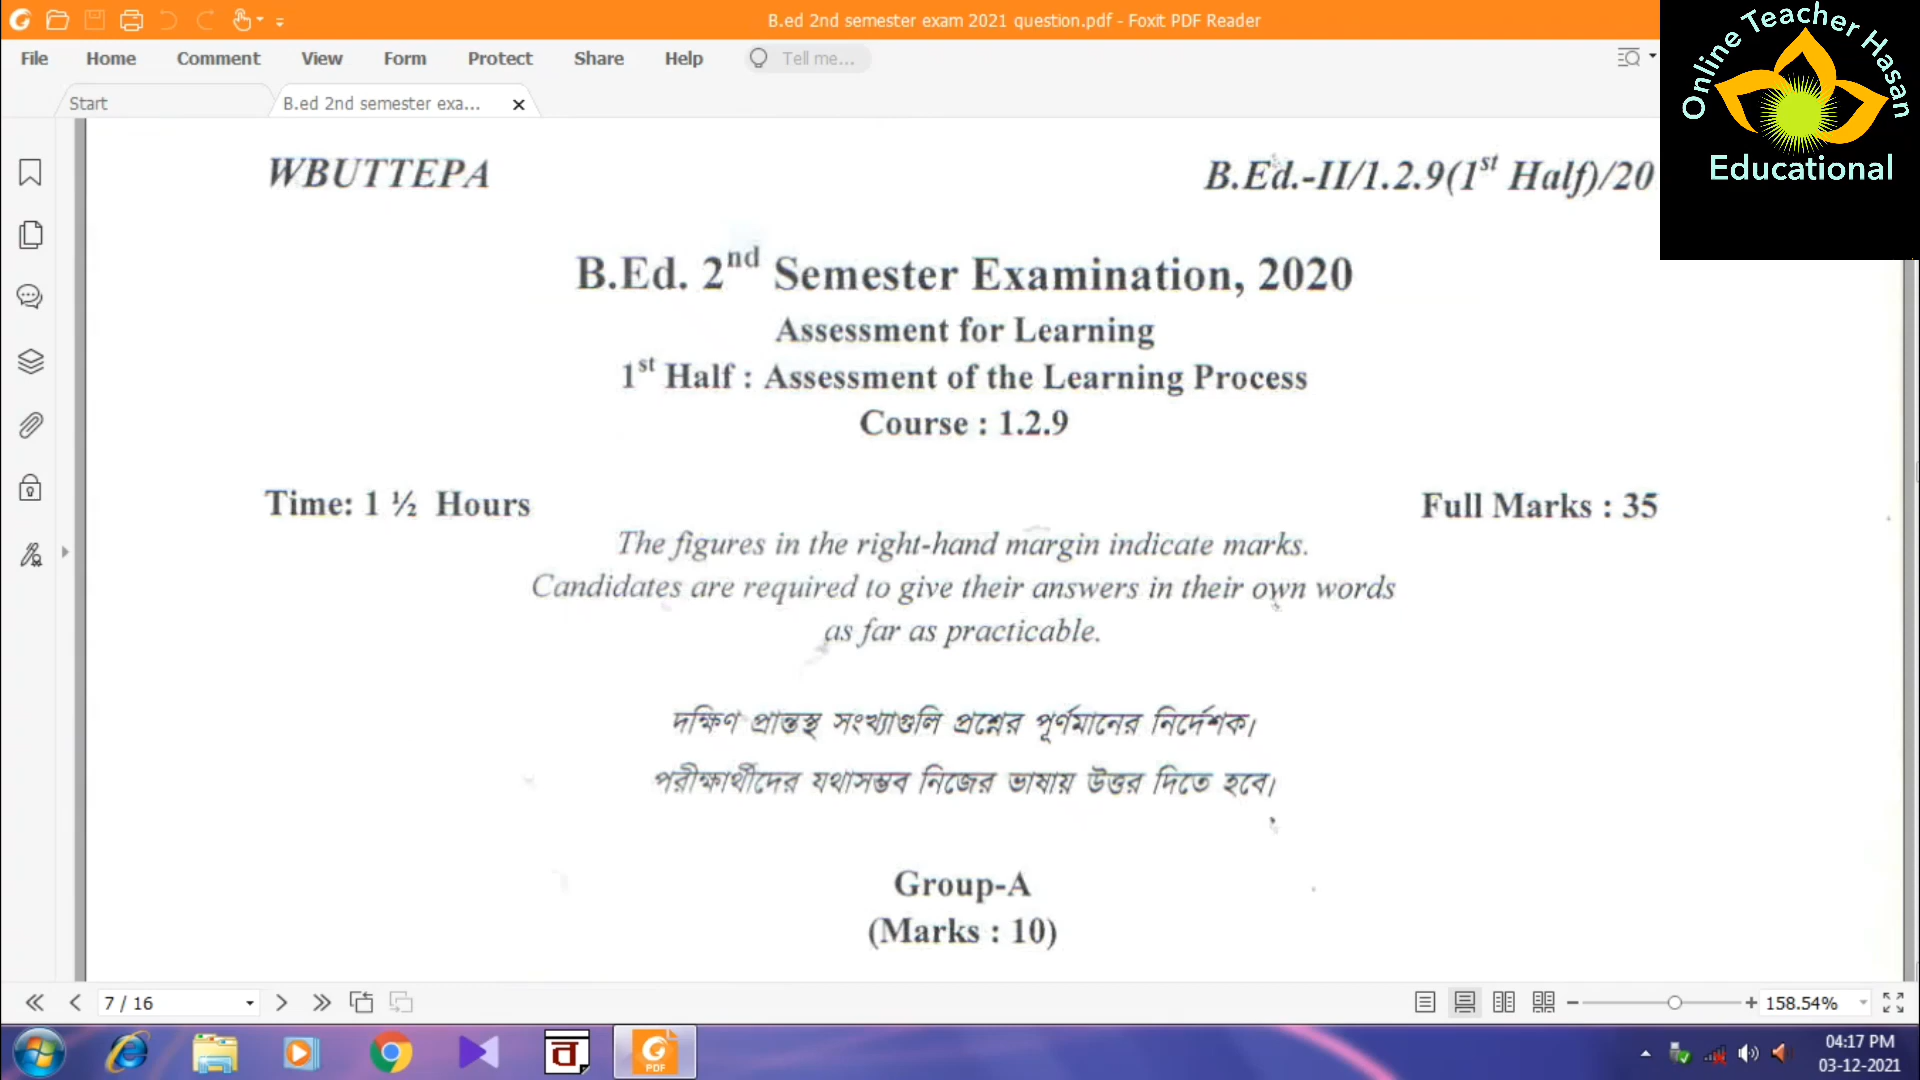 B.ed 2nd semester exam 2021 question.pdf - Foxit PDF Reader
File Home Comment View Form Protect Share Help Tell me...
Start
B.ed 2nd semester exa...
Online Teacher Hasan
Educational
WBUTTEPA
B.Ed.-II/1.2.9(1st Half)/20
B.Ed. 2nd Semester Examination, 2020
Assessment for Learning
1st Half : Assessment of the Learning Process
Course : 1.2.9
Time: 1 ½ Hours
Full Marks : 35
The figures in the right-hand margin indicate marks.
Candidates are required to give their answers in their own words
as far as practicable.
দক্ষিণ প্রান্তস্থ সংখ্যাগুলি প্রশ্নের পূর্ণমানের নির্দেশক।
পরীক্ষার্থীদের যথাসম্ভব নিজের ভাষায় উত্তর দিতে হবে।
Group-A
(Marks : 10)
7 / 16
158.54%
PDF
04:17 PM
03-12-2021